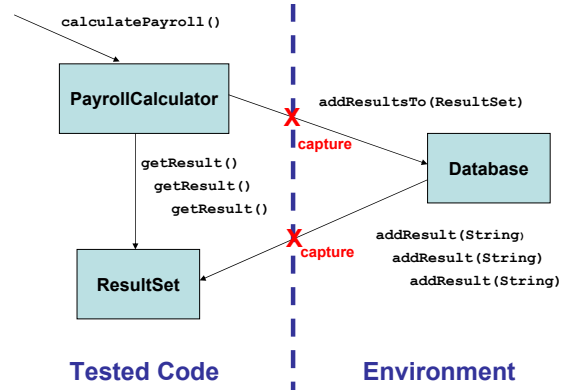 calculatePayroll()
PayrollCalculator
addResultsTo(ResultSet)
X
capture
getResult()
getResult()
getResult()
Database
X
capture
addResult(String)
addResult(String)
addResult(String)
ResultSet
Tested Code
Environment